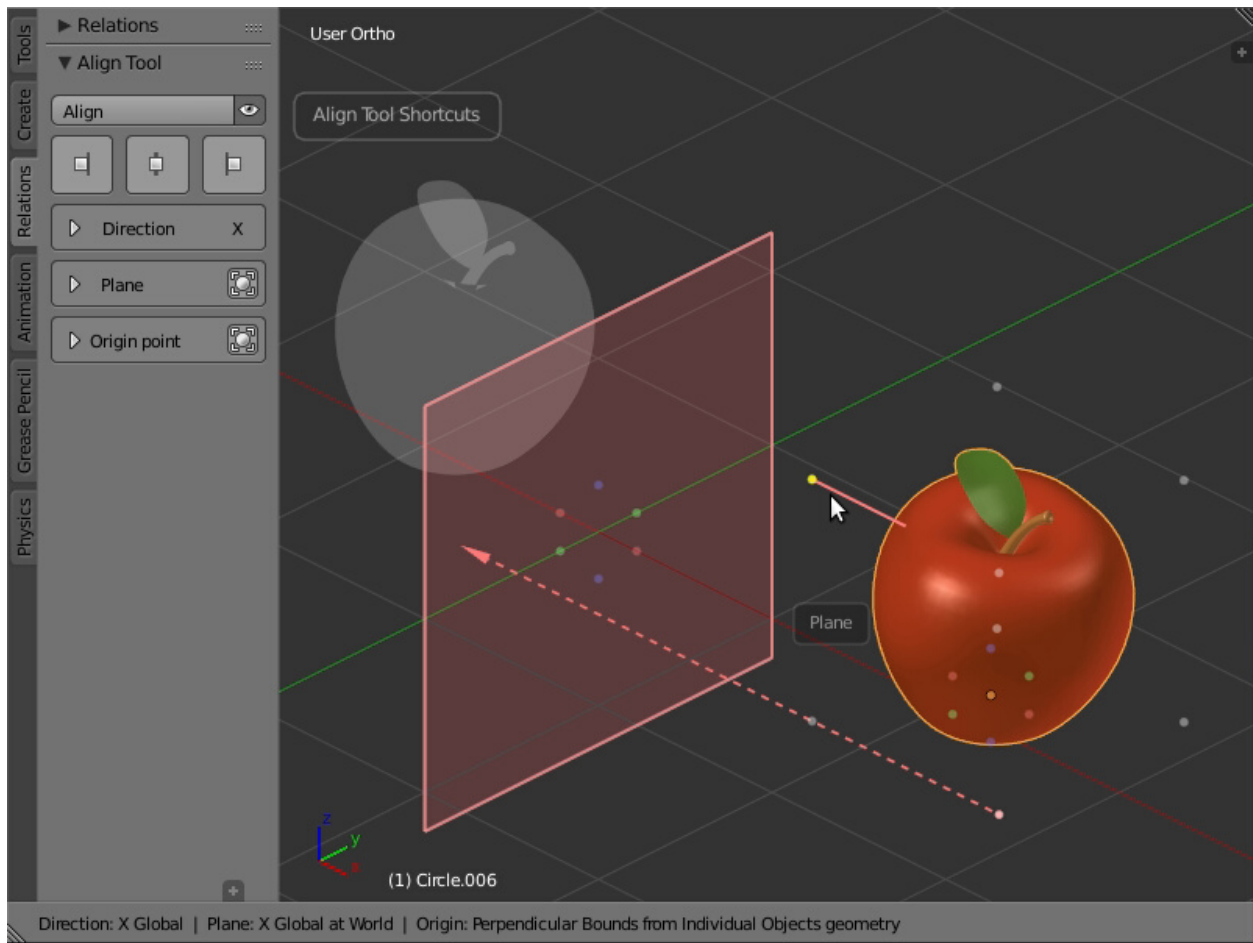 Tools
Create
Relations
Animation
Grease Pencil
Physics
Relations
Align Tool
Align
Direction X
Plane
Origin point
User Ortho
Align Tool Shortcuts
Plane
z
y
x
(1) Circle.006
Direction: X Global | Plane: X Global at World | Origin: Perpendicular Bounds from Individual Objects geometry